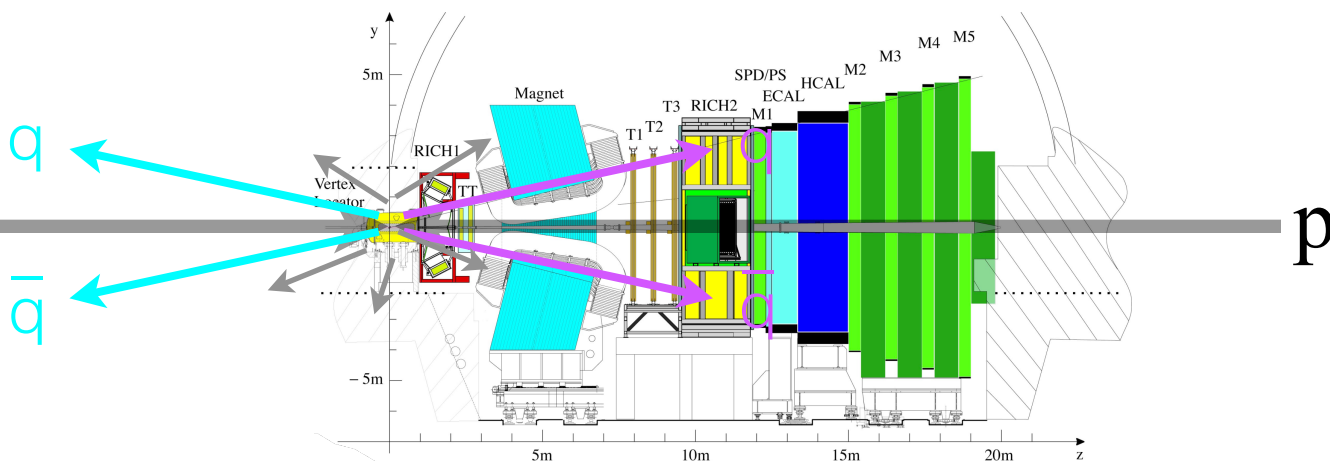 y
5m
Magnet
T1
T2
T3
RICH2
M1
SPD/PS
ECAL
HCAL
M2
M3
M4
M5
q
q
RICH1
Vertex
Locator
TT
p
q̅
q̅
− 5m
5m
10m
15m
20m
z